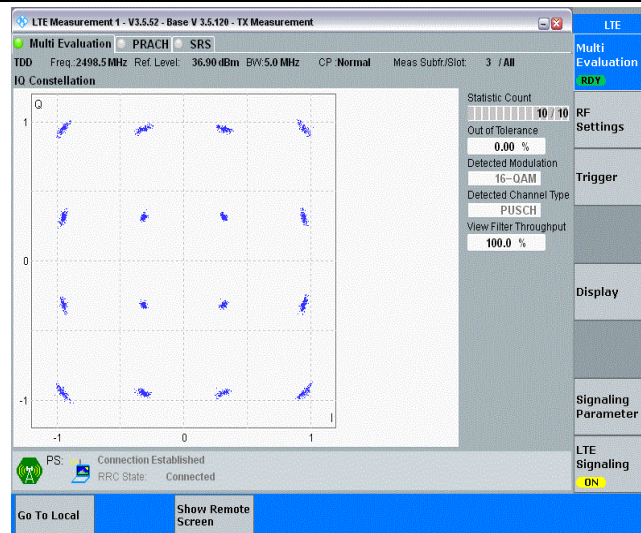 LTE Measurement 1 - V3.5.52 - Base V 3.5.120 - TX Measurement
LTE
Multi Evaluation PRACH SRS
Multi
Evaluation
RDY
TDD Freq.:2498.5 MHz Ref. Level: 36.90 dBm BW:5.0 MHz CP :Normal Meas Subfr./Slot: 3 / All
IQ Constellation
Q
1
0
-1
-1
0
1
I
Statistic Count
10 / 10
Out of Tolerance
0.00 %
Detected Modulation
16-QAM
Detected Channel Type
PUSCH
View Filter Throughput
100.0 %
RF
Settings
Trigger
Display
Signaling
Parameter
LTE
Signaling
ON
PS: Connection Established
RRC State: Connected
Go To Local
Show Remote
Screen